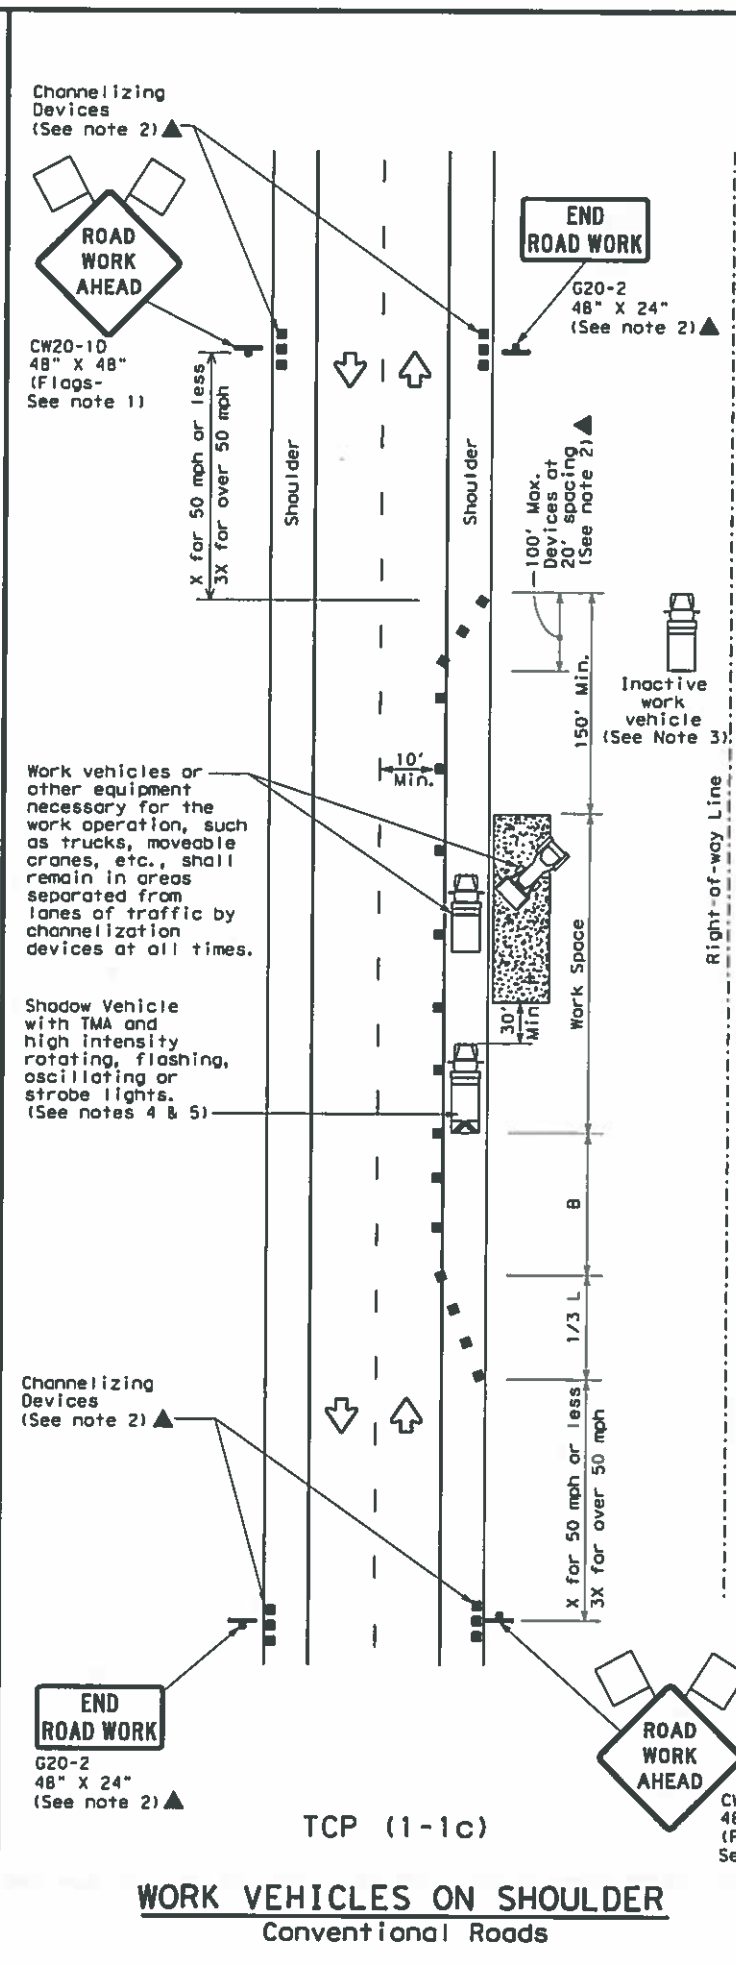 Channelizing
Devices
(See note 2)▲
ROAD
WORK
AHEAD
CW20-1D
48" X 48"
(Flags-
See note 1)
END
ROAD WORK
G20-2
48" X 24"
(See note 2)▲
X for 50 mph or less
3X for over 50 mph
Shoulder
Shoulder
100' Max.
Devices at
20' spacing
(See note 2)▲
150' Min.
Inactive
work
vehicle
(See Note 3)
10'
Min.
Work vehicles or
other equipment
necessary for the
work operation, such
as trucks, moveable
cranes, etc., shall
remain in areas
separated from
lanes of traffic by
channelization
devices at all times.
Right-of-way Line
Work Space
30'
Min
Shadow Vehicle
with TMA and
high intensity
rotating, flashing,
oscillating or
strobe lights.
(See notes 4 & 5)
B
1/3 L
Channelizing
Devices
(See note 2)▲
X for 50 mph or less
3X for over 50 mph
END
ROAD WORK
G20-2
48" X 24"
(See note 2)▲
ROAD
WORK
AHEAD
CW
48
(F
Se
TCP (1-1c)
WORK VEHICLES ON SHOULDER
Conventional Roads